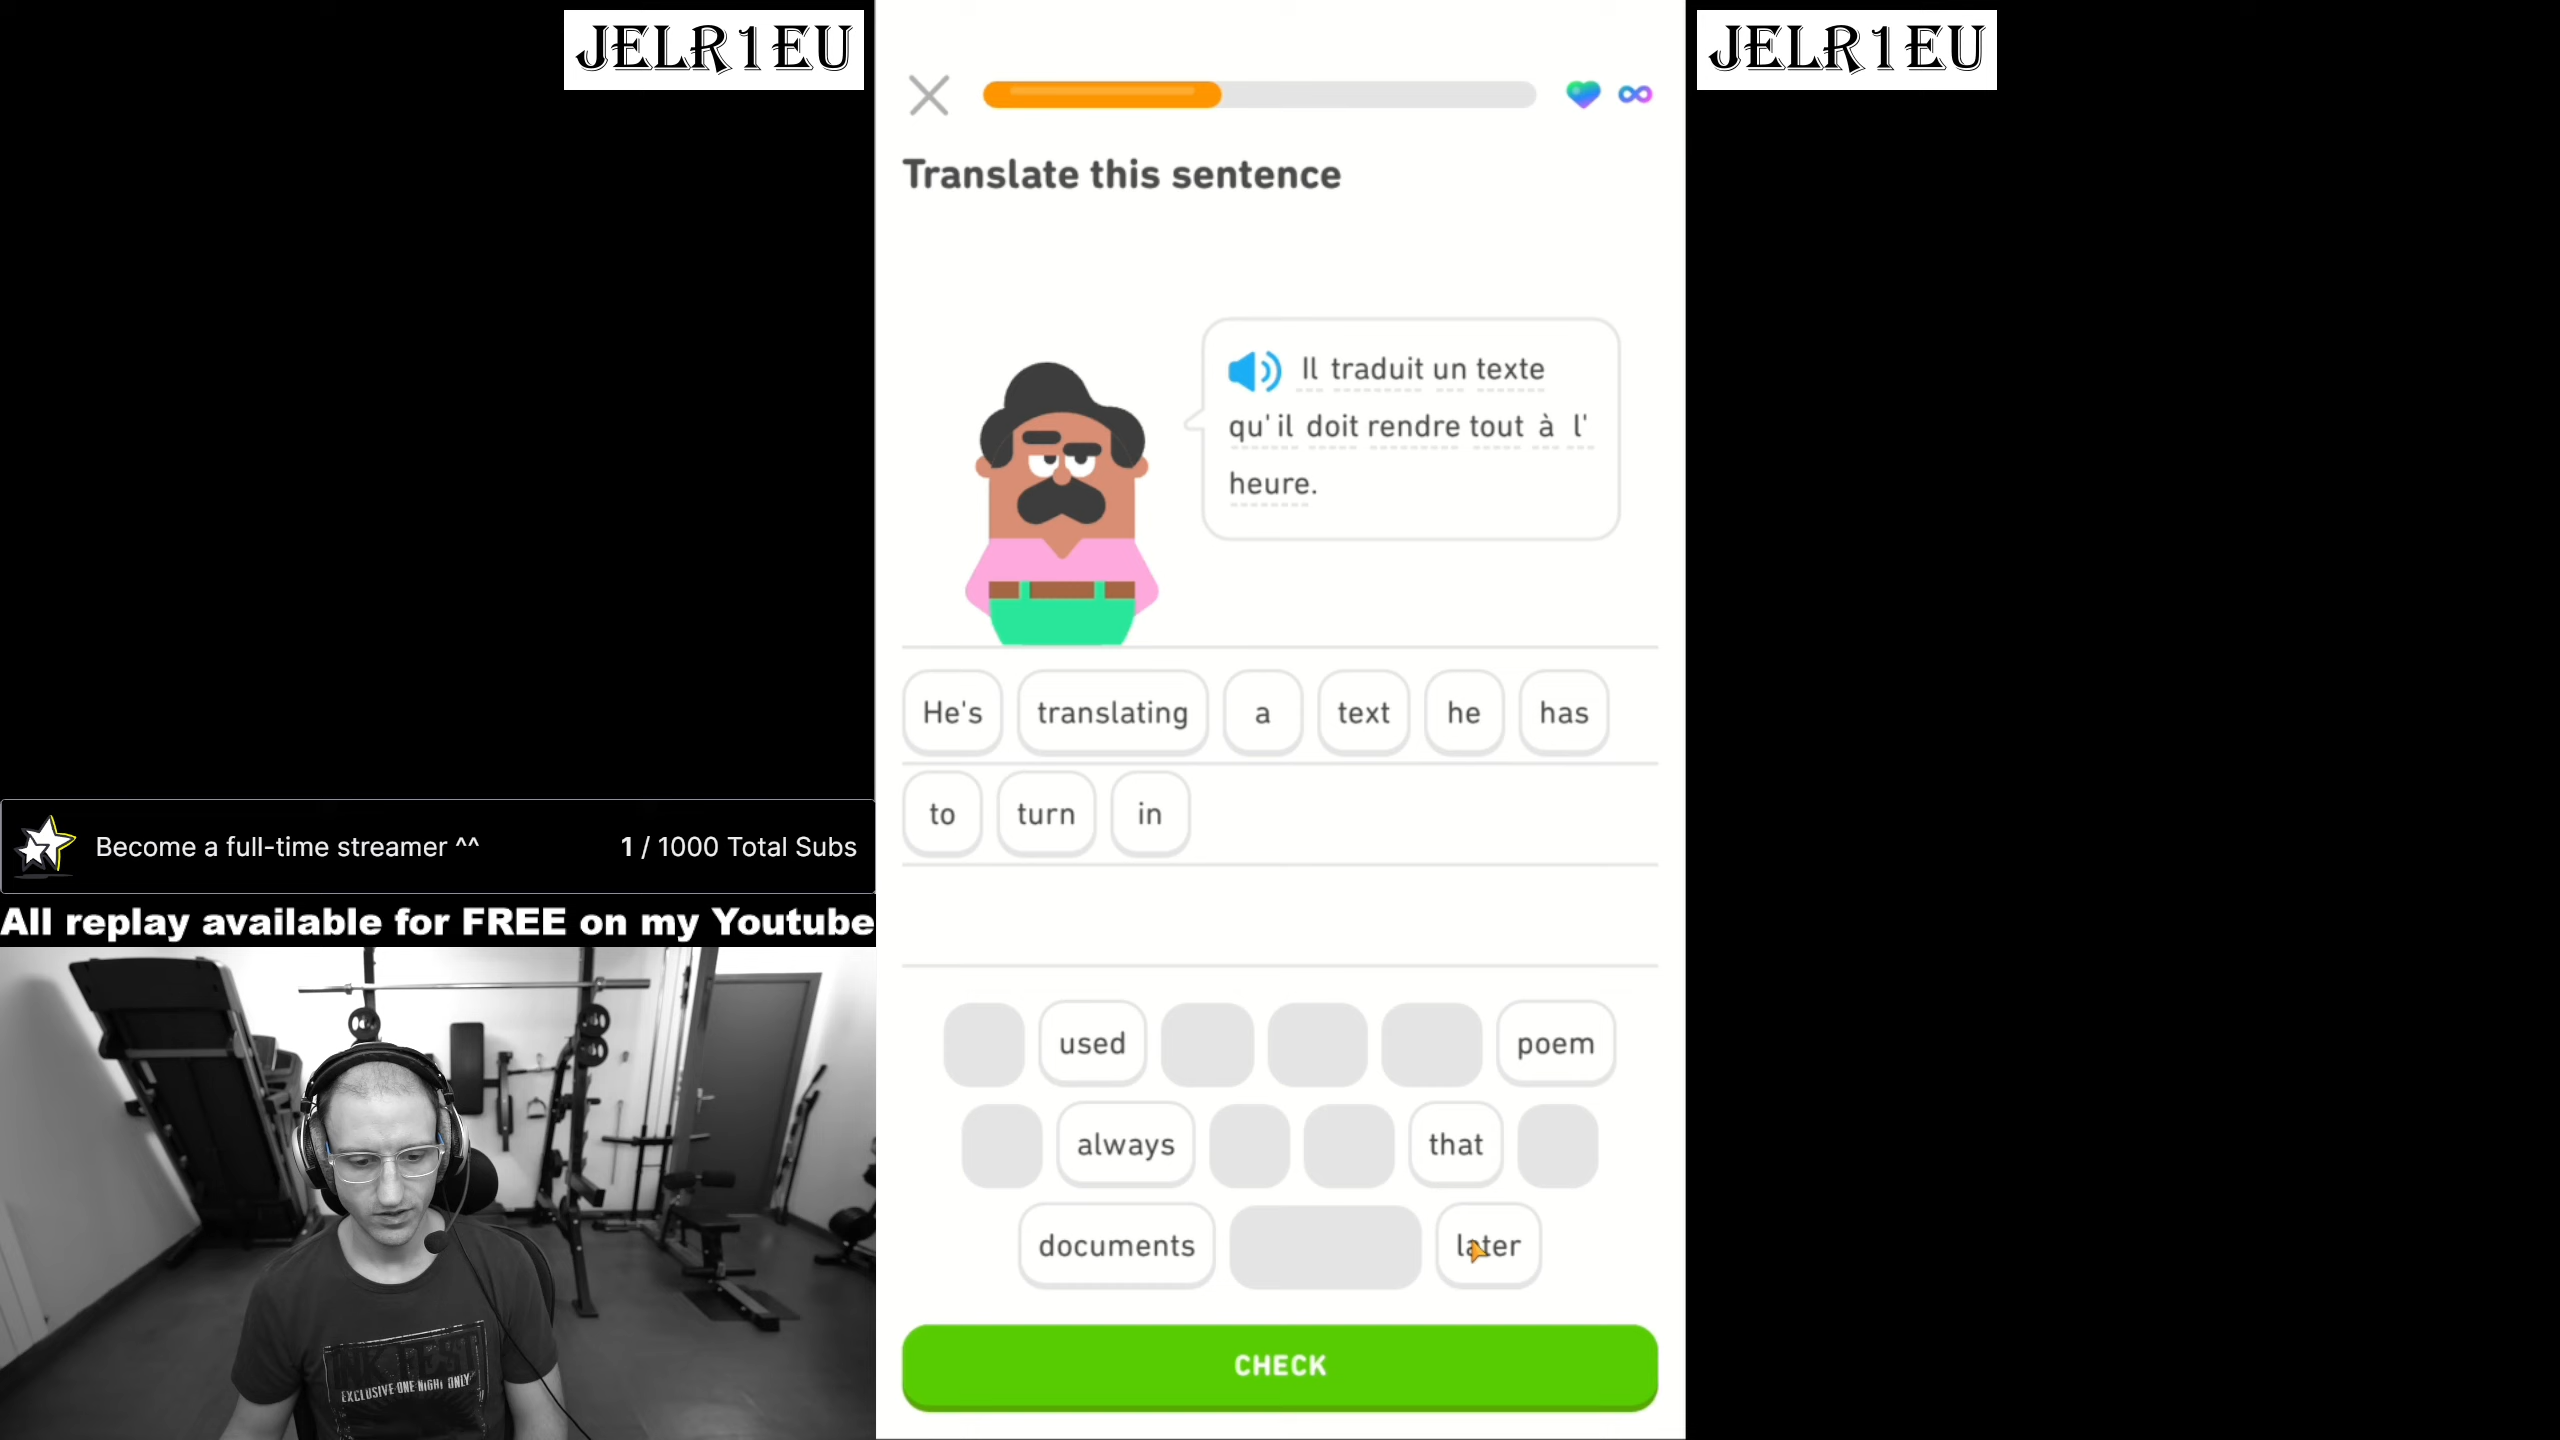 JELR1EU
JELR1EU
Translate this sentence
Il traduit un texte
qu'il doit rendre tout à l'
heure.
He's translating a text he has
to turn in
used poem
always that
documents later
CHECK
Become a full-time streamer ^^ 1 / 1000 Total Subs
All replay available for FREE on my Youtube
INK FEST
EXCLUSIVE ONE NIGHT ONLY